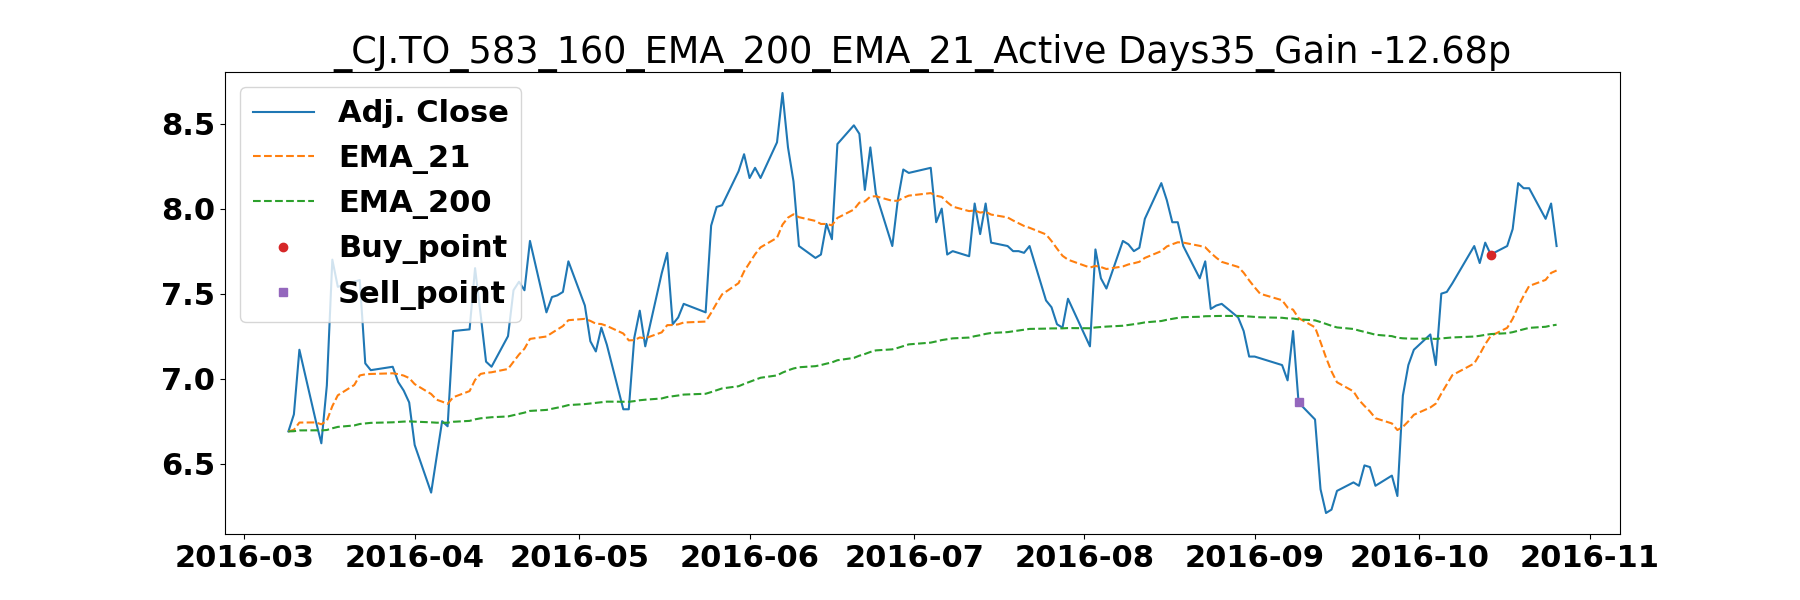 _CJ.TO_583_160_EMA_200_EMA_21_Active Days35_Gain -12.68p
Adj. Close
EMA_21
EMA_200
Buy_point
Sell_point
8.5
8.0
7.5
7.0
6.5
2016-03 2016-04 2016-05 2016-06 2016-07 2016-08 2016-09 2016-10 2016-11